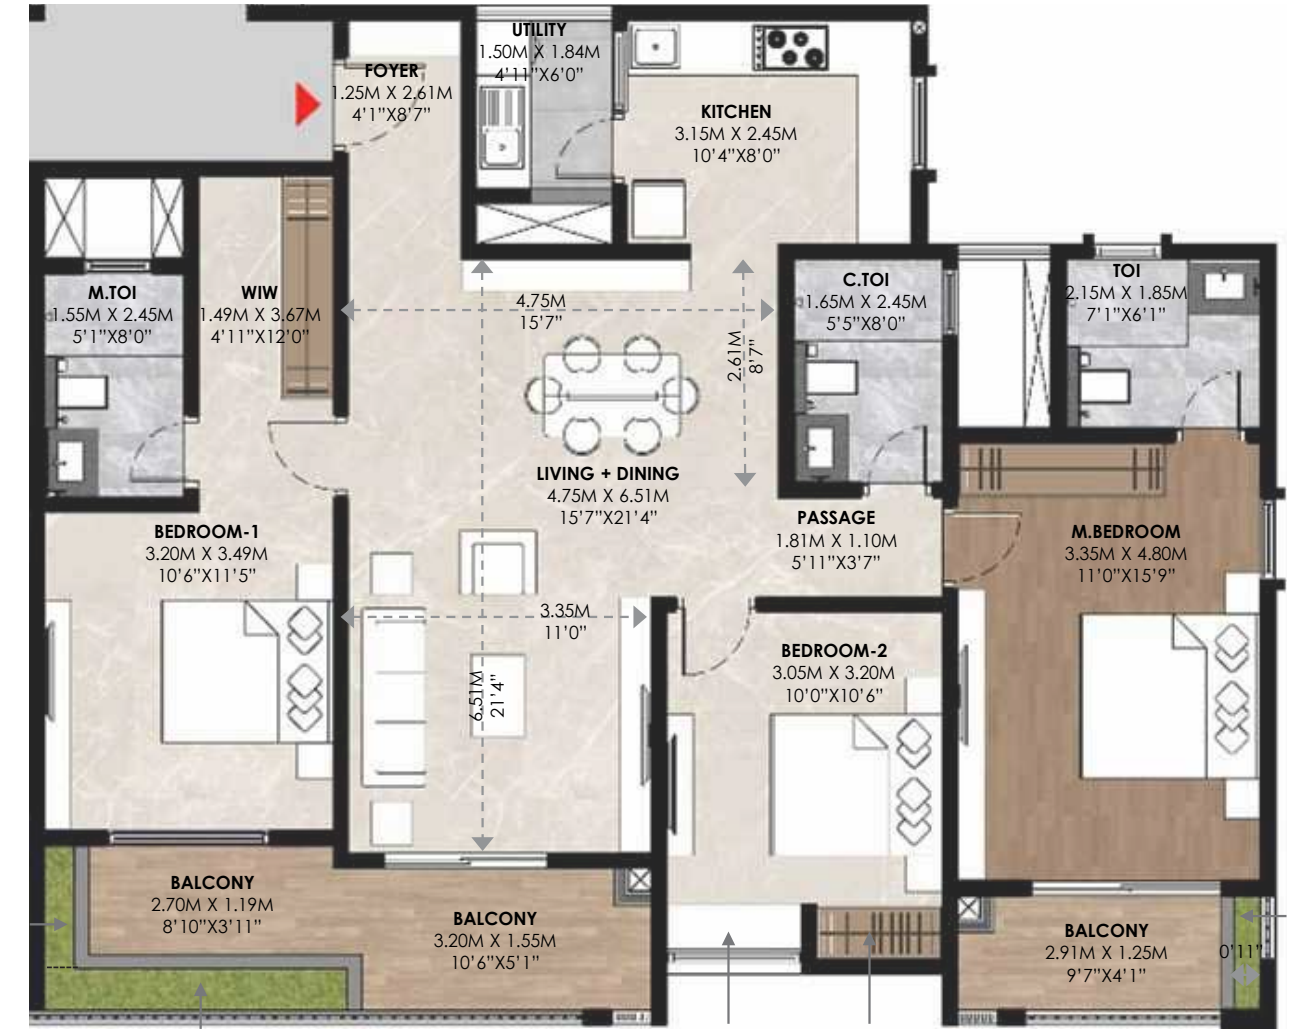 UTILITY
1.50M X 1.84M
4'11"X6'0"
FOYER
1.25M X 2.61M
4'1"X8'7"
KITCHEN
3.15M X 2.45M
10'4"X8'0"
M.TOI
1.55M X 2.45M
5'1"X8'0"
WIW
1.49M X 3.67M
4'11"X12'0"
4.75M
15'7"
2.61M
8'7"
C.TOI
1.65M X 2.45M
5'5"X8'0"
TOI
2.15M X 1.85M
7'1"X6'1"
LIVING + DINING
4.75M X 6.51M
15'7"X21'4"
PASSAGE
1.81M X 1.10M
5'11"X3'7"
BEDROOM-1
3.20M X 3.49M
10'6"X11'5"
M.BEDROOM
3.35M X 4.80M
11'0"X15'9"
3.35M
11'0"
6.51M
21'4"
BEDROOM-2
3.05M X 3.20M
10'0"X10'6"
BALCONY
2.70M X 1.19M
8'10"X3'11"
BALCONY
3.20M X 1.55M
10'6"X5'1"
BALCONY
2.91M X 1.25M
9'7"X4'1"
0'11"